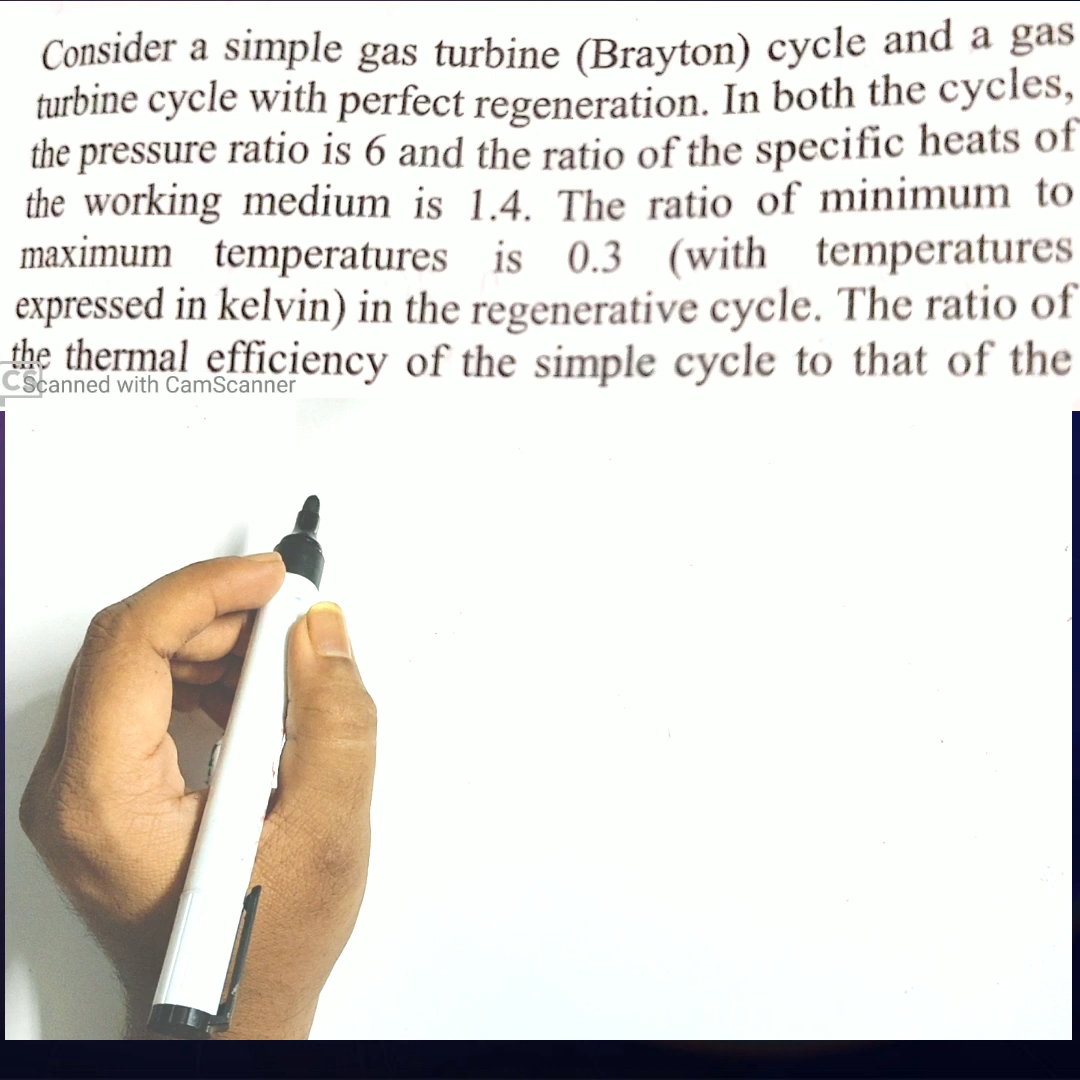 Consider a simple gas turbine (Brayton) cycle and a gas
turbine cycle with perfect regeneration. In both the cycles,
the pressure ratio is 6 and the ratio of the specific heats of
the working medium is 1.4. The ratio of minimum to
maximum temperatures is 0.3 (with temperatures
expressed in kelvin) in the regenerative cycle. The ratio of
the thermal efficiency of the simple cycle to that of the
CS Scanned with CamScanner